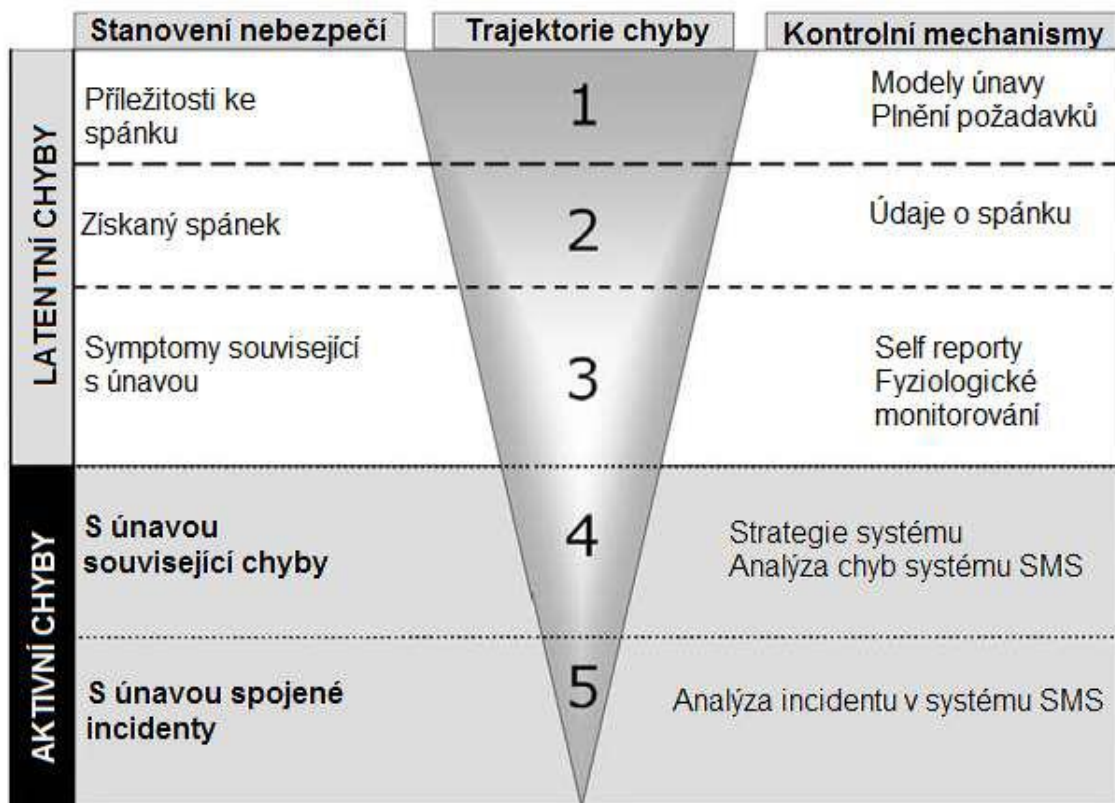 Stanovení nebezpečí
Trajektorie chyby
Kontrolní mechanismy
LATENTNÍ CHYBY
Příležitosti ke
spánku
1
Modely únavy
Plnění požadavků
Získaný spánek
2
Údaje o spánku
Symptomy související
s únavou
3
Self reporty
Fyziologické
monitorování
AKTIVNÍ CHYBY
S únavou
související chyby
4
Strategie systému
Analýza chyb systému SMS
S únavou spojené
incidenty
5
Analýza incidentu v systému SMS